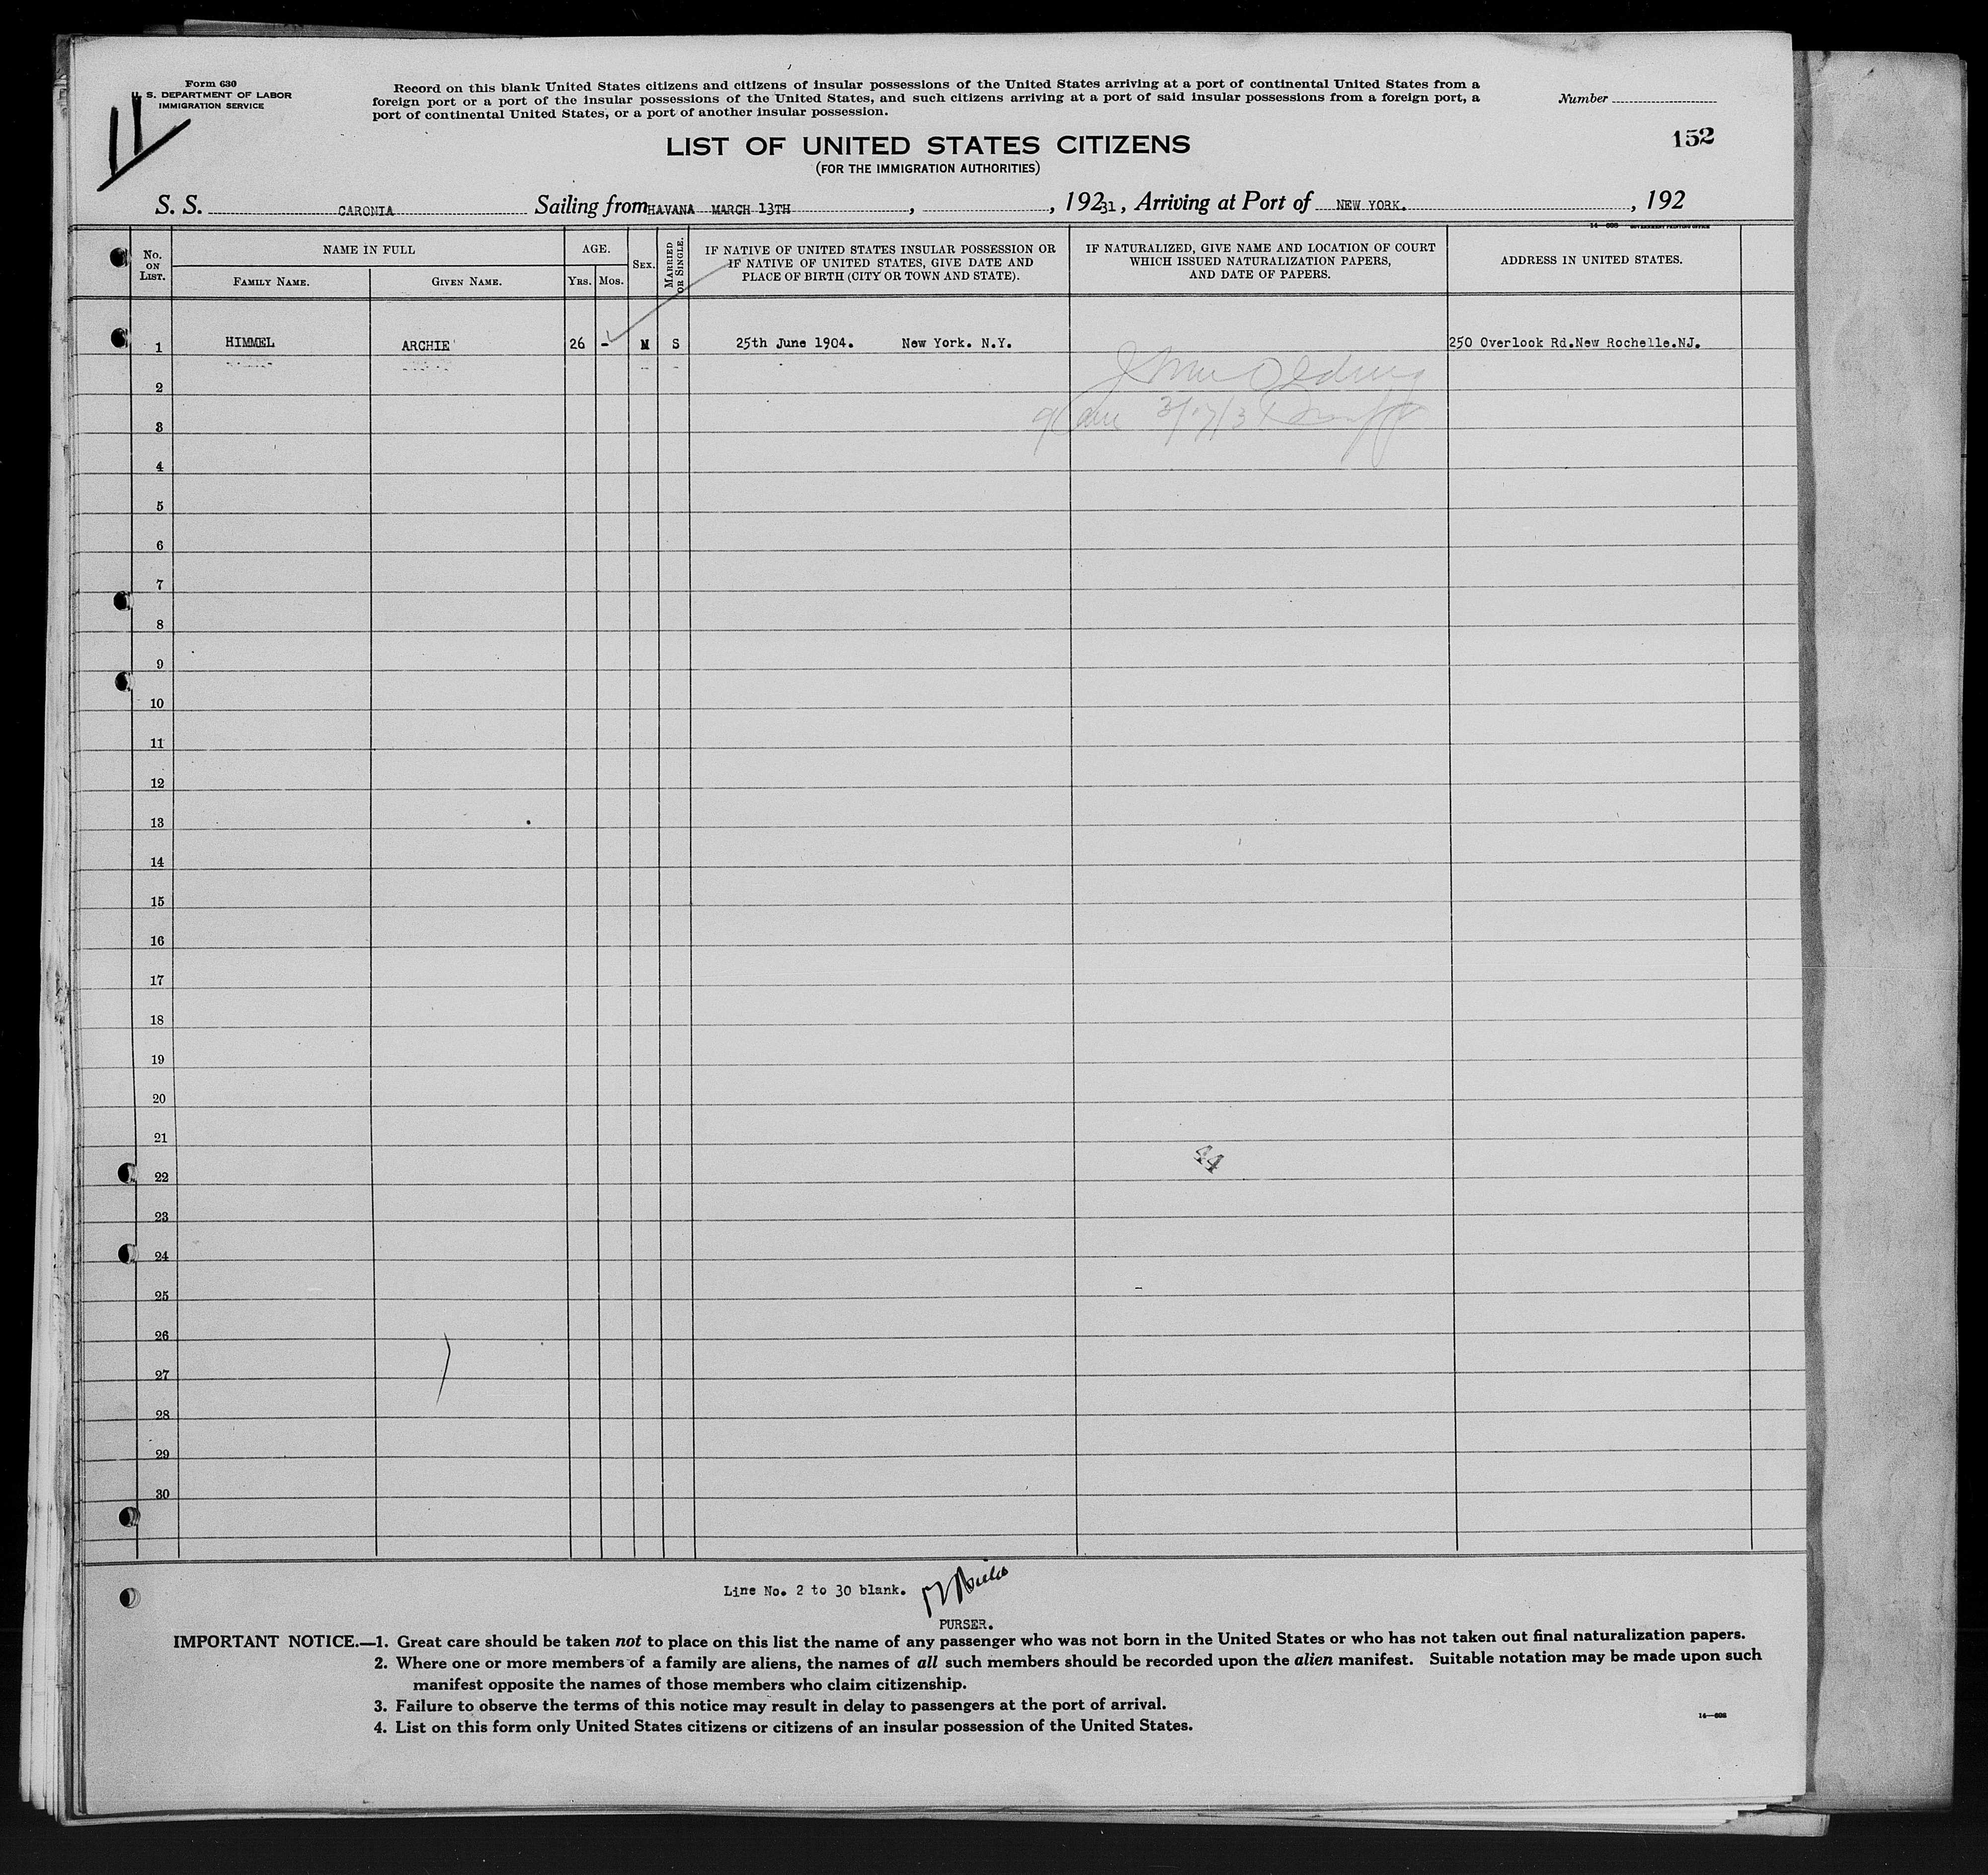 Form 630
U. S. DEPARTMENT OF LABOR
IMMIGRATION SERVICE
11
Record on this blank United States citizens and citizens of insular possessions of the United States arriving at a port of continental United States from a
foreign port or a port of the insular possessions of the United States, and such citizens arriving at a port of said insular possessions from a foreign port, a
port of continental United States, or a port of another insular possession.
Number
152
LIST OF UNITED STATES CITIZENS
(FOR THE IMMIGRATION AUTHORITIES)
S. S. CARONIA Sailing from HAVANA MARCH 13TH , , 19231, Arriving at Port of NEW YORK. , 192
14—698 GOVERNMENT PRINTING OFFICE
No. ON LIST. NAME IN FULL FAMILY NAME. GIVEN NAME. AGE. YRS. MOS. SEX. MARRIED OR SINGLE. IF NATIVE OF UNITED STATES INSULAR POSSESSION OR IF NATIVE OF UNITED STATES, GIVE DATE AND PLACE OF BIRTH (CITY OR TOWN AND STATE). IF NATURALIZED, GIVE NAME AND LOCATION OF COURT WHICH ISSUED NATURALIZATION PAPERS, AND DATE OF PAPERS. ADDRESS IN UNITED STATES.
1 HIMMEL ARCHIE 26 - M S 25th June 1904. New York. N.Y. 250 Overlook Rd.New Rochelle.NJ.
2
3
4
5
6
7
8
9
10
11
12
13
14
15
16
17
18
19
20
21
22 44
23
24
25
26
27
28
29
30
Line No. 2 to 30 blank.
PURSER.
IMPORTANT NOTICE.—1. Great care should be taken not to place on this list the name of any passenger who was not born in the United States or who has not taken out final naturalization papers.
2. Where one or more members of a family are aliens, the names of all such members should be recorded upon the alien manifest. Suitable notation may be made upon such
manifest opposite the names of those members who claim citizenship.
3. Failure to observe the terms of this notice may result in delay to passengers at the port of arrival.
4. List on this form only United States citizens or citizens of an insular possession of the United States.
14—698